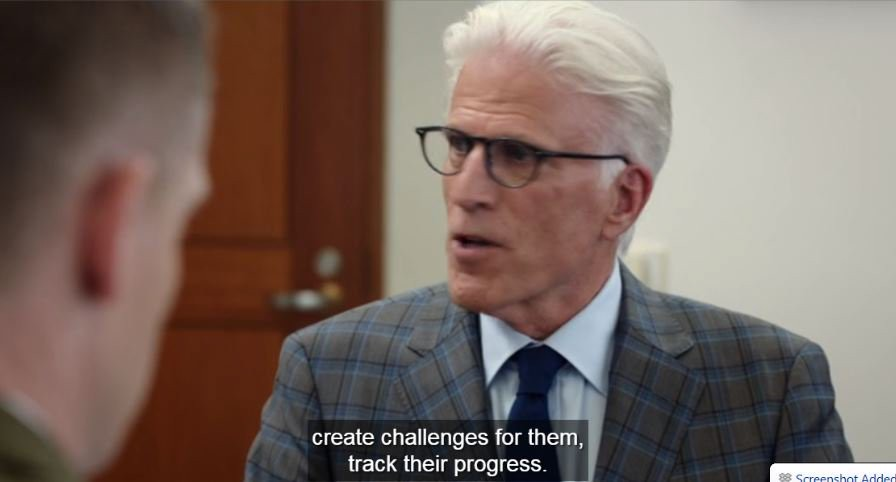 create challenges for them,
track their progress.
Screenshot Added